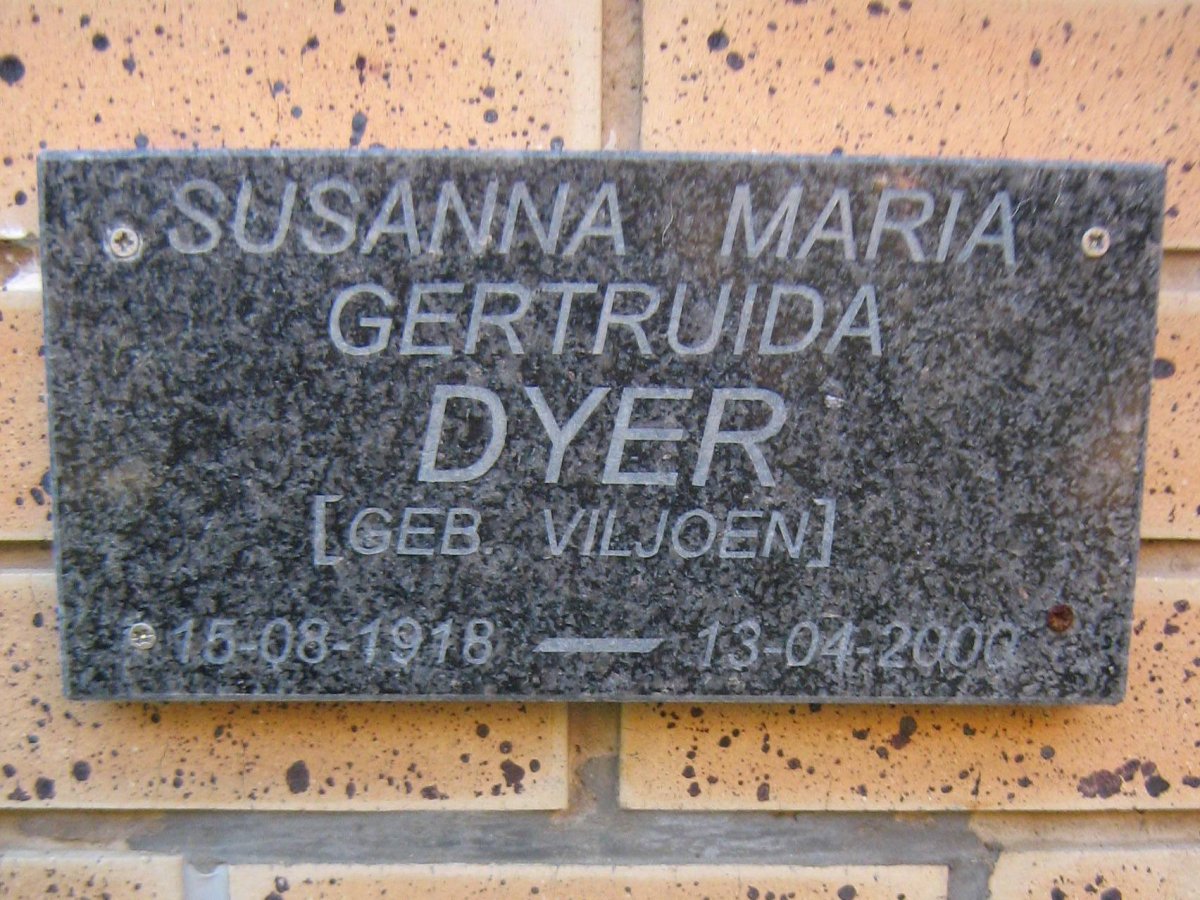 SUSANNA MARIA
GERTRUIDA
DYER
[GEB. VILJOEN]
15-08-1918 — 13-04-2000